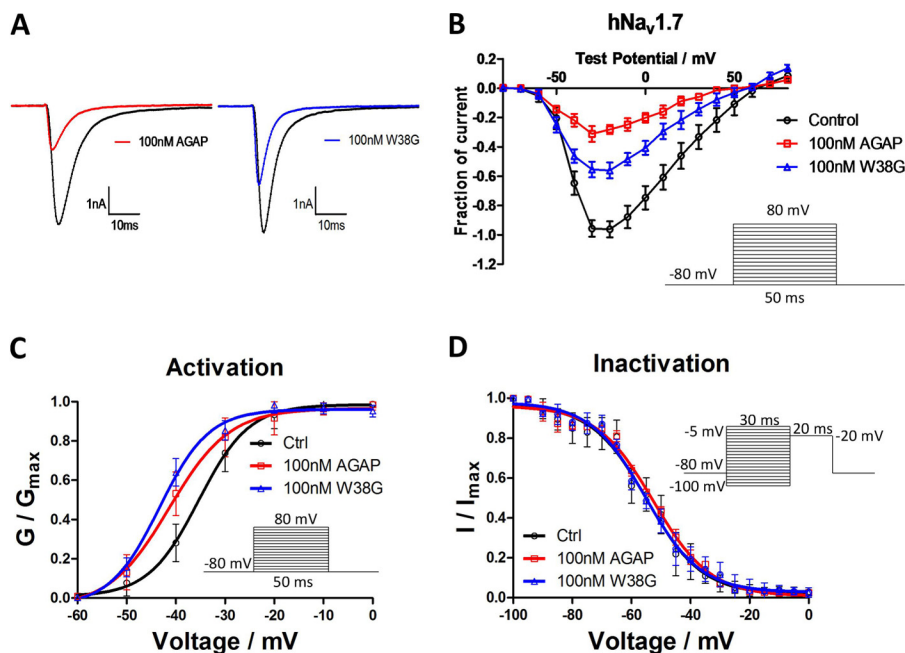 A
100nM AGAP
1nA
10ms
100nM W38G
1nA
10ms
B
hNav1.7
Test Potential / mV
-50 0 50
0.2
0.0
-0.2
-0.4
-0.6
-0.8
-1.0
-1.2
Fraction of current
Control
100nM AGAP
100nM W38G
80 mV
-80 mV
50 ms
C
Activation
G / Gmax
1.0
0.8
0.6
0.4
0.2
0.0
Ctrl
100nM AGAP
100nM W38G
80 mV
-80 mV
50 ms
-60 -50 -40 -30 -20 -10 0
Voltage / mV
D
Inactivation
I / Imax
1.0
0.8
0.6
0.4
0.2
0.0
30 ms
-5 mV 20 ms -20 mV
-80 mV
-100mV
Ctrl
100nM AGAP
100nM W38G
-100 -80 -60 -40 -20 0
Voltage / mV